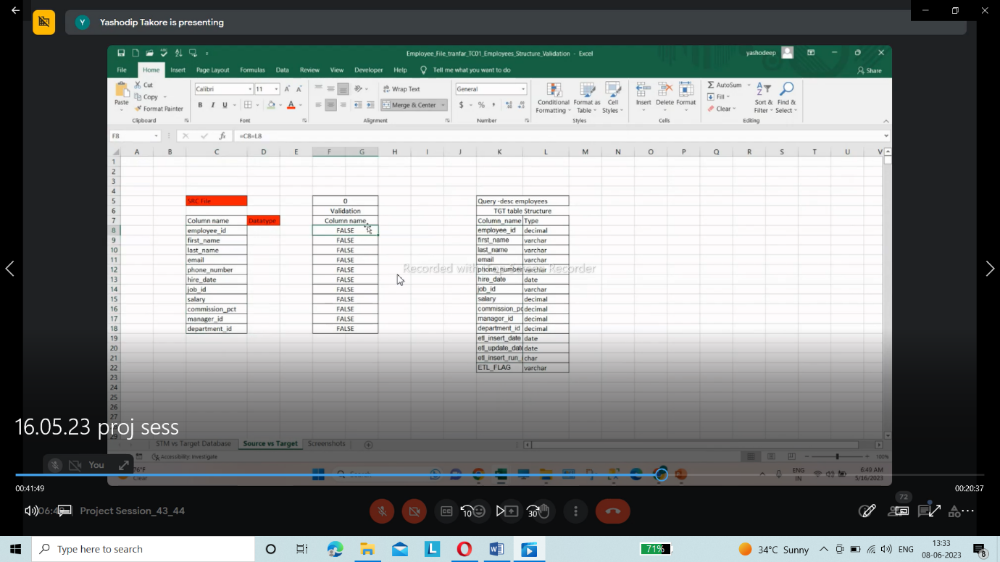 Yashodip Takore is presenting
Employee_File_tranfar_TC01_Employees_Structure_Validation - Excel
yashodeep
File Home Insert Page Layout Formulas Data Review View Developer Help Tell me what you want to do Share
Paste Cut Copy Format Painter Clipboard
Calibri 11 B I U Font
Wrap Text Merge & Center Alignment
General $ % Number
Conditional Formatting Format as Table Cell Styles Styles
Insert Delete Format Cells
AutoSum Fill Clear Sort & Filter Find & Select Editing
F8 fx =C8=L8
A B C D E F G H I J K L M N O P Q R S T U V
1
2
3
4
5 SRC File 0 Query -desc employees
6 Validation TGT table Structure
7 Column name Datatype Column name Column_name Type
8 employee_id FALSE employee_id decimal
9 first_name FALSE first_name varchar
10 last_name FALSE last_name varchar
11 email FALSE email varchar
12 phone_number FALSE phone_number varchar
Recorded with Screen Recorder
13 hire_date FALSE hire_date date
14 job_id FALSE job_id varchar
15 salary FALSE salary decimal
16 commission_pct FALSE commission_p decimal
17 manager_id FALSE manager_id decimal
18 department_id FALSE department_id decimal
19 etl_insert_date date
20 etl_update_dat date
21 etl_insert_run_ char
22 ETL_FLAG varchar
23
24
25
26
27
16.05.23 proj sess
29
STM vs Target Database Source vs Target Screenshots
Accessibility: Investigate 100%
You
76°F
Clear
Search
ENG
IN
6:49 AM
5/16/2023
00:41:49 00:20:37
72
Project Session_43_44
CC 10 30
Type here to search
L
71%
34°C Sunny
ENG
13:33
08-06-2023
8